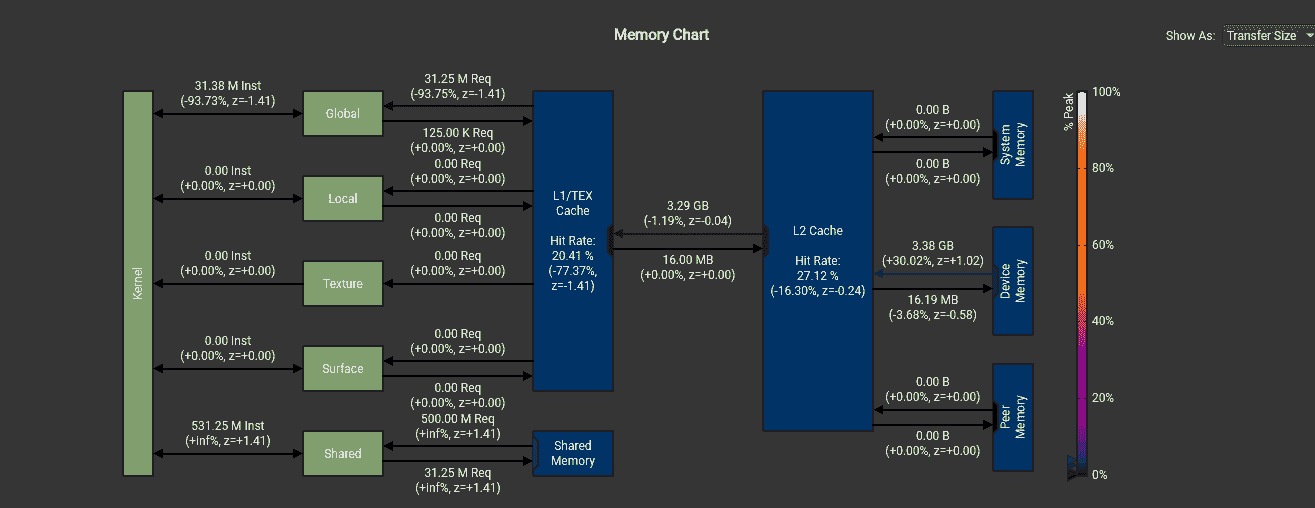 Memory Chart
Show As: Transfer Size
Kernel
31.38 M Inst
(-93.73%, z=-1.41)
Global
31.25 M Req
(-93.75%, z=-1.41)
125.00 K Req
(+0.00%, z=+0.00)
0.00 Inst
(+0.00%, z=+0.00)
Local
0.00 Req
(+0.00%, z=+0.00)
0.00 Req
(+0.00%, z=+0.00)
0.00 Inst
(+0.00%, z=+0.00)
Texture
0.00 Req
(+0.00%, z=+0.00)
0.00 Inst
(+0.00%, z=+0.00)
Surface
0.00 Req
(+0.00%, z=+0.00)
0.00 Req
(+0.00%, z=+0.00)
531.25 M Inst
(+inf%, z=+1.41)
Shared
500.00 M Req
(+inf%, z=+1.41)
31.25 M Req
(+inf%, z=+1.41)
L1/TEX
Cache
Hit Rate:
20.41 %
(-77.37%,
z=-1.41)
Shared
Memory
3.29 GB
(-1.19%, z=-0.04)
16.00 MB
(+0.00%, z=+0.00)
L2 Cache
Hit Rate:
27.12 %
(-16.30%, z=-0.24)
0.00 B
(+0.00%, z=+0.00)
0.00 B
(+0.00%, z=+0.00)
System
Memory
3.38 GB
(+30.02%, z=+1.02)
16.19 MB
(-3.68%, z=-0.58)
Device
Memory
0.00 B
(+0.00%, z=+0.00)
0.00 B
(+0.00%, z=+0.00)
Peer
Memory
% Peak
100%
80%
60%
40%
20%
0%